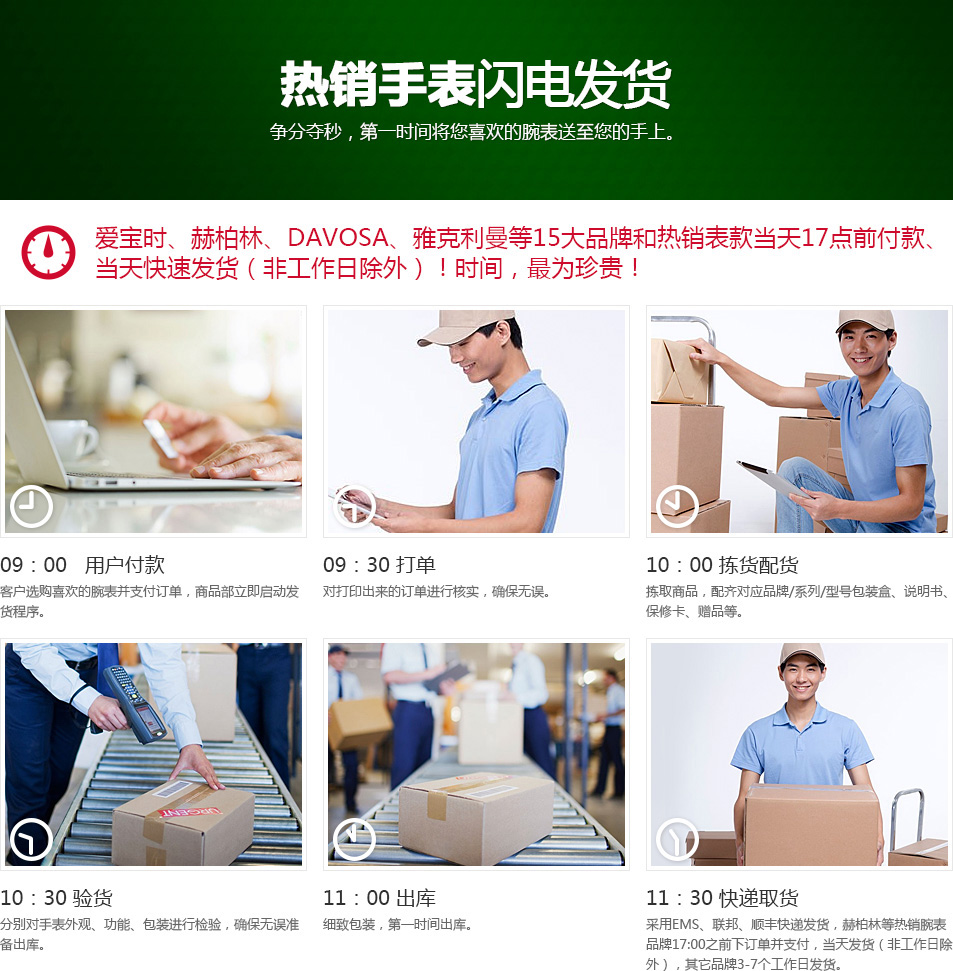 热销手表闪电发货
争分夺秒，第一时间将您喜欢的腕表送至您的手上。
爱宝时、赫柏林、DAVOSA、雅克利曼等15大品牌和热销表款当天17点前付款、
当天快速发货（非工作日除外）！时间，最为珍贵！
09：00 用户付款
客户选购喜欢的腕表并支付订单，商品部立即启动发
货程序。
09：30 打单
对打印出来的订单进行核实，确保无误。
10：00 拣货配货
拣取商品，配齐对应品牌/系列/型号包装盒、说明书、
保修卡、赠品等。
URGENT
10：30 验货
分别对手表外观、功能、包装进行检验，确保无误准
备出库。
11：00 出库
细致包装，第一时间出库。
11：30 快递取货
采用EMS、联邦、顺丰快递发货，赫柏林等热销腕表
品牌17:00之前下订单并支付，当天发货（非工作日除
外），其它品牌3-7个工作日发货。